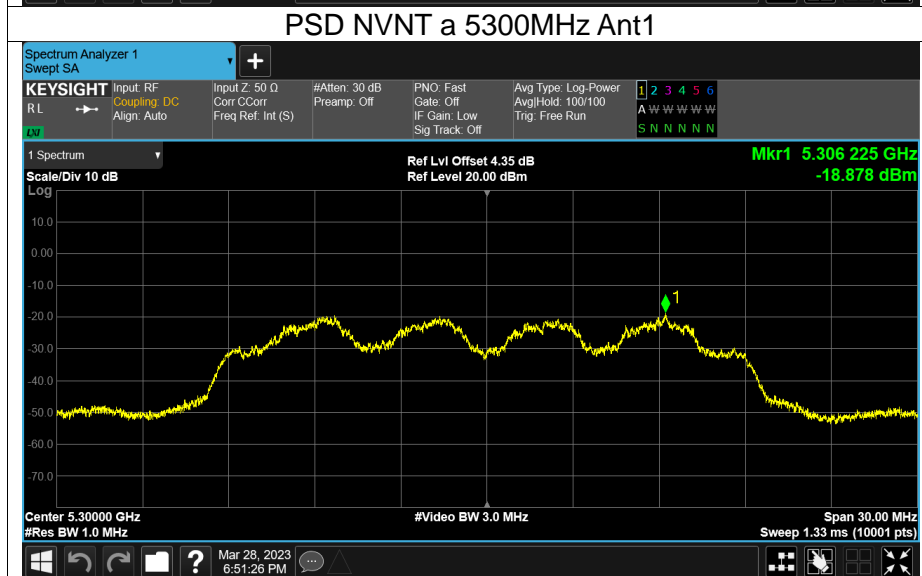 PSD NVNT a 5300MHz Ant1
Spectrum Analyzer 1
Swept SA
+
KEYSIGHT Input: RF Input Z: 50 Ω #Atten: 30 dB PNO: Fast Avg Type: Log-Power 1 2 3 4 5 6
RL Coupling: DC Corr CCorr Preamp: Off Gate: Off Avg|Hold: 100/100 A W W W W W
Align: Auto Freq Ref: Int (S) IF Gain: Low Trig: Free Run
LXI Sig Track: Off S N N N N N
1 Spectrum Ref Lvl Offset 4.35 dB Mkr1 5.306 225 GHz
Scale/Div 10 dB Ref Level 20.00 dBm -18.878 dBm
Log
10.0
0.00
-10.0
1
-20.0
-30.0
-40.0
-50.0
-60.0
-70.0
Center 5.30000 GHz #Video BW 3.0 MHz Span 30.00 MHz
#Res BW 1.0 MHz Sweep 1.33 ms (10001 pts)
? Mar 28, 2023
6:51:26 PM